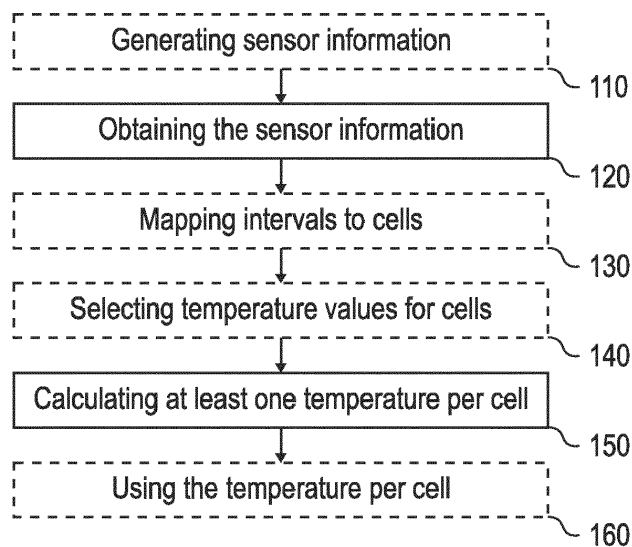 Generating sensor information
110
Obtaining the sensor information
120
Mapping intervals to cells
130
Selecting temperature values for cells
140
Calculating at least one temperature per cell
150
Using the temperature per cell
160